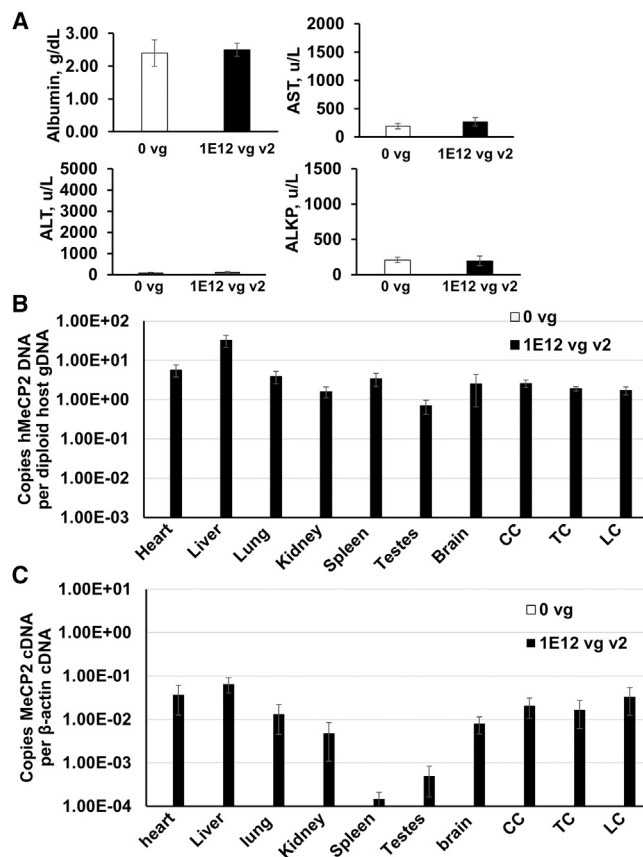 A
Albumin, g/dL
3.00
2.00
1.00
0.00
0 vg 1E12 vg v2
AST, u/L
2000
1500
1000
500
0
0 vg 1E12 vg v2
ALT, u/L
5000
4000
3000
2000
1000
0
0 vg 1E12 vg v2
ALKP, u/L
1500
1000
500
0
0 vg 1E12 vg v2
B
Copies hMeCP2 DNA
per diploid host gDNA
1.00E+02
1.00E+01
1.00E+00
1.00E-01
1.00E-02
1.00E-03
0 vg
1E12 vg v2
Heart Liver Lung Kidney Spleen Testes Brain CC TC LC
C
Copies MeCP2 cDNA
per β-actin cDNA
1.00E+01
1.00E+00
1.00E-01
1.00E-02
1.00E-03
1.00E-04
0 vg
1E12 vg v2
heart Liver lung Kidney Spleen Testes brain CC TC LC